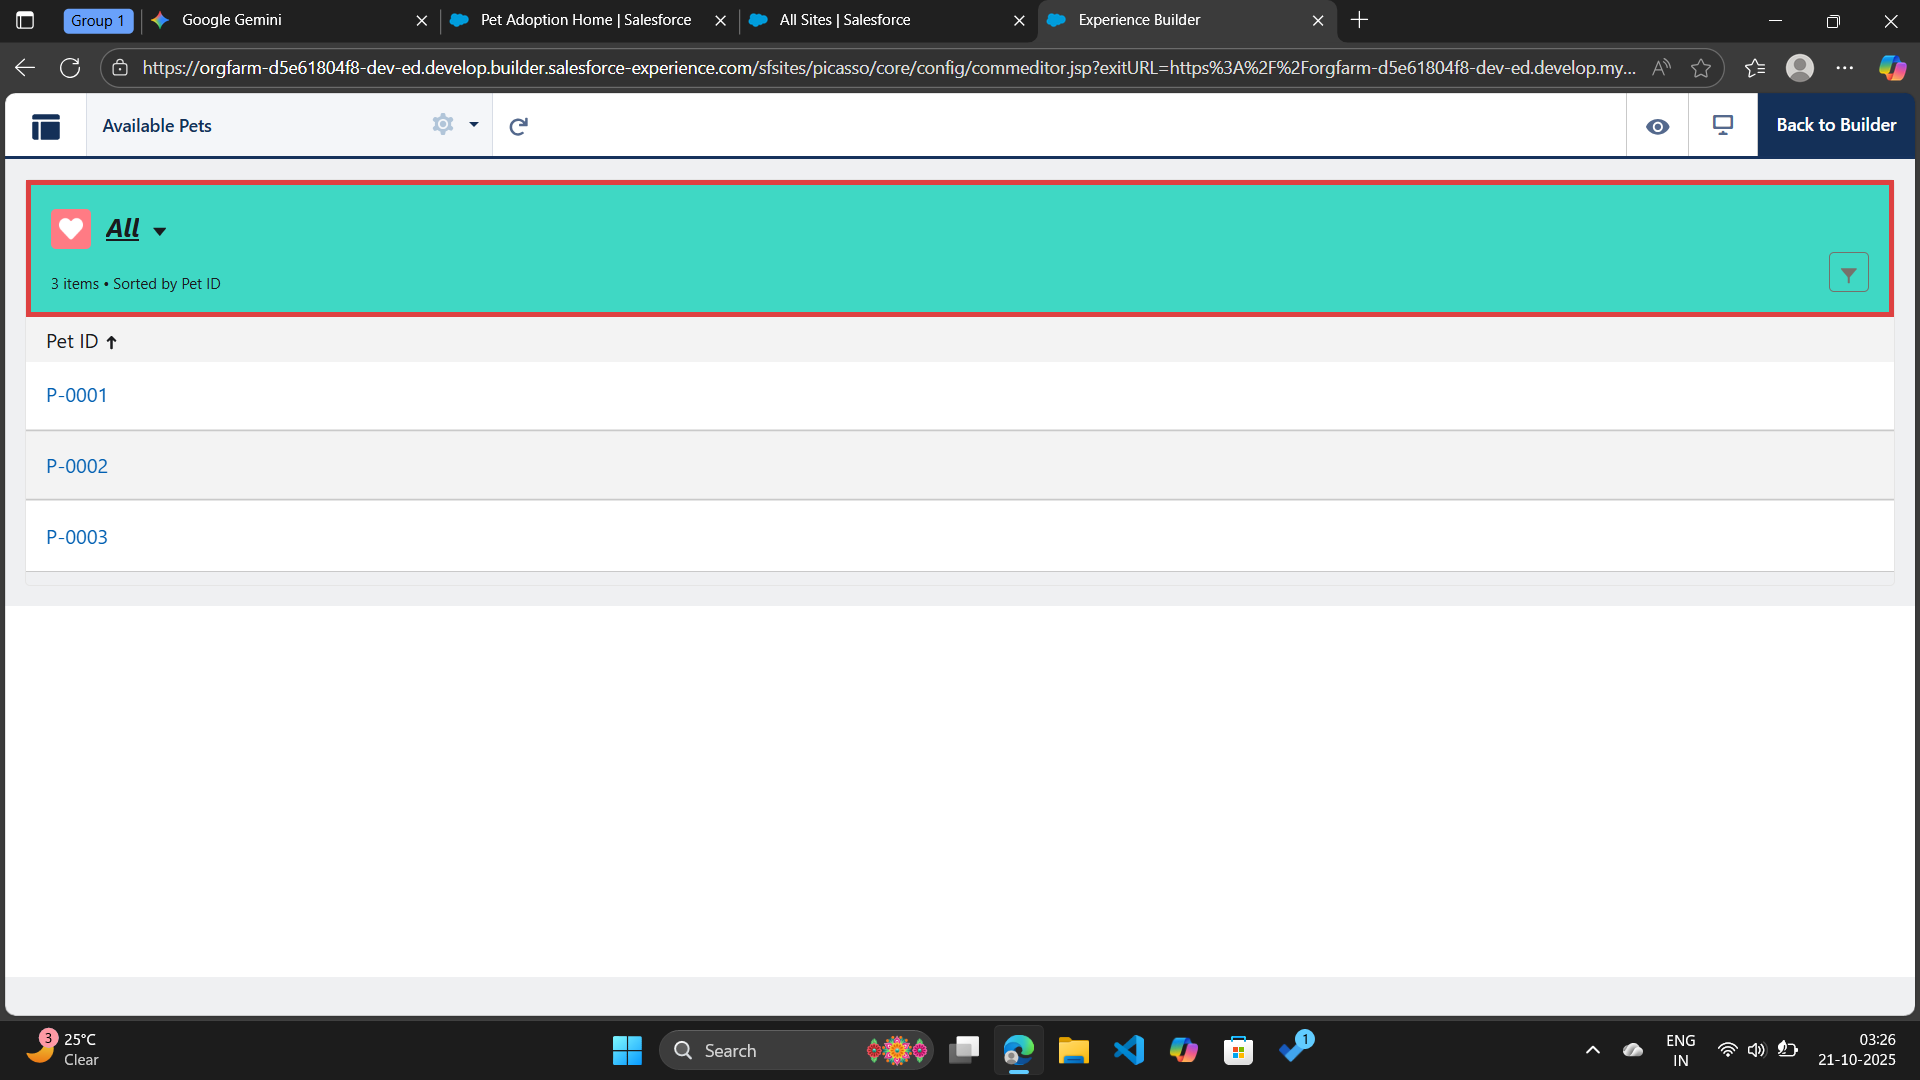 Group 1
Google Gemini
Pet Adoption Home | Salesforce
All Sites | Salesforce
Experience Builder
https://orgfarm-d5e61804f8-dev-ed.develop.builder.salesforce-experience.com/sfsites/picasso/core/config/commeditor.jsp?exitURL=https%3A%2F%2Forgfarm-d5e61804f8-dev-ed.develop.my...
Available Pets
Back to Builder
All
3 items • Sorted by Pet ID
Pet ID
P-0001
P-0002
P-0003
3
25°C
Clear
Search
1
ENG
IN
03:26
21-10-2025